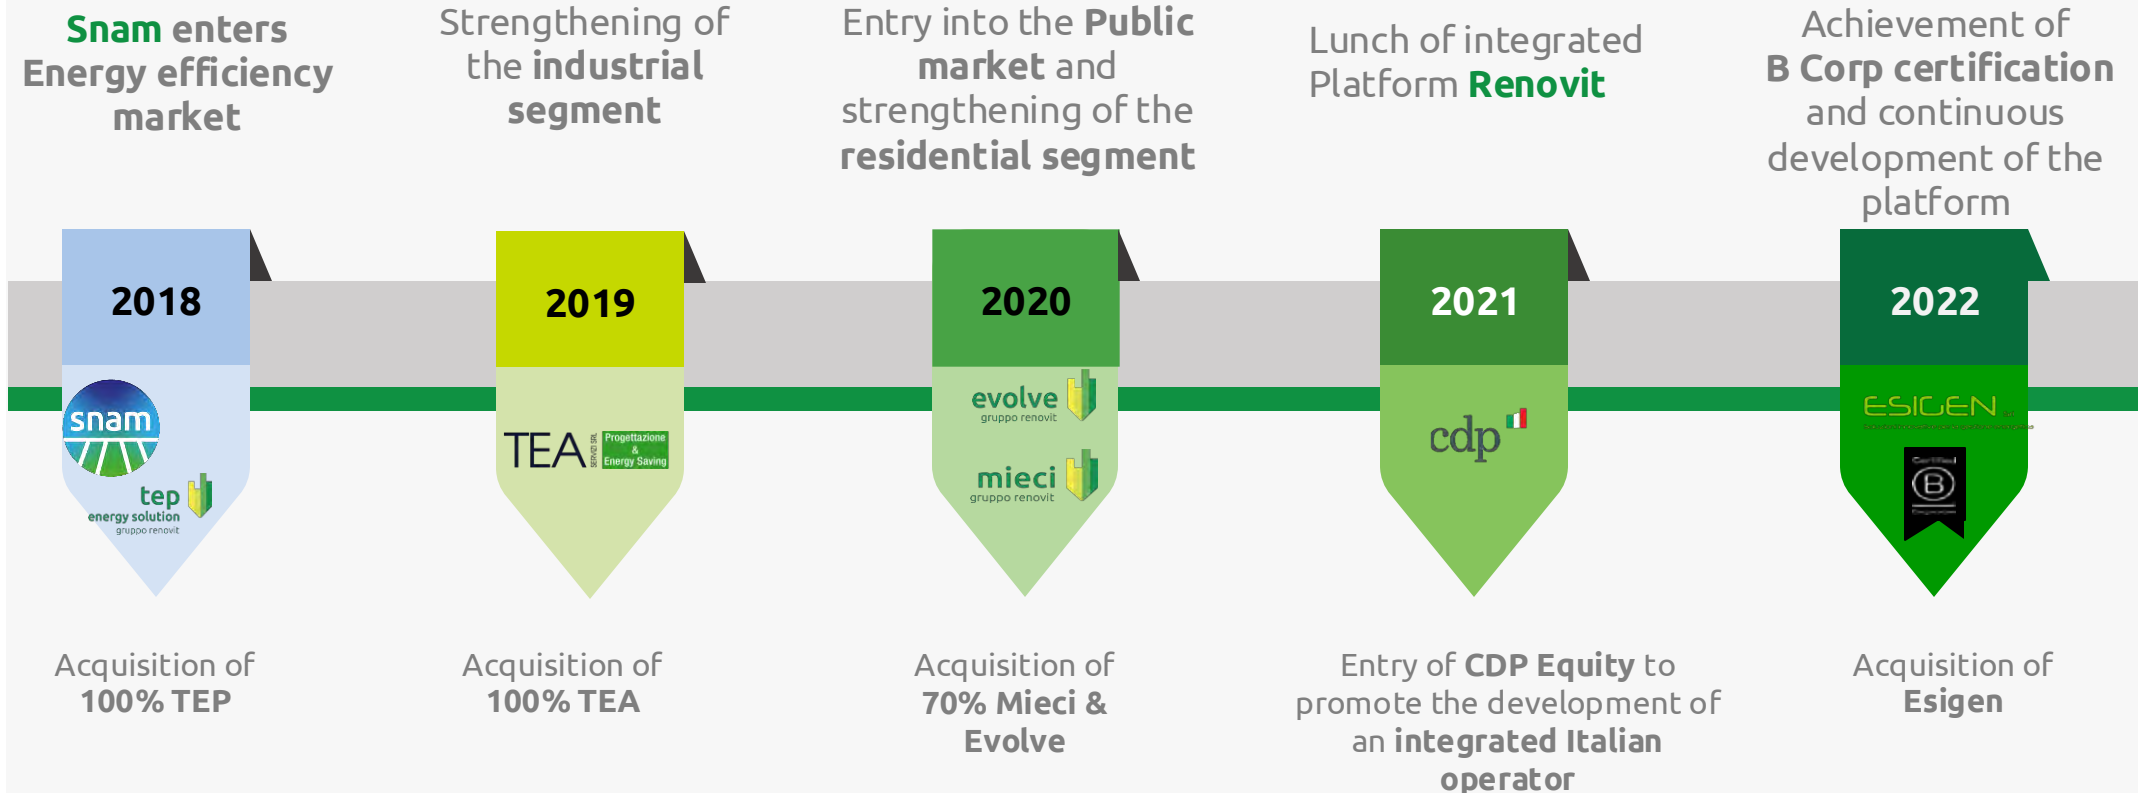 Snam enters
Energy efficiency
market
Strengthening of
the industrial
segment
Entry into the Public
market and
strengthening of the
residential segment
Lunch of integrated
Platform Renovit
Achievement of
B Corp certification
and continuous
development of the
platform
2018
2019
2020
2021
2022
snam
tep
energy solution
gruppo renovit
TEA
SERVIZI SRL
Progettazione
&
Energy Saving
evolve
gruppo renovit
mieci
gruppo renovit
cdp
ESIGEN
Certified
B
Acquisition of
100% TEP
Acquisition of
100% TEA
Acquisition of
70% Mieci &
Evolve
Entry of CDP Equity to
promote the development of
an integrated Italian
operator
Acquisition of
Esigen